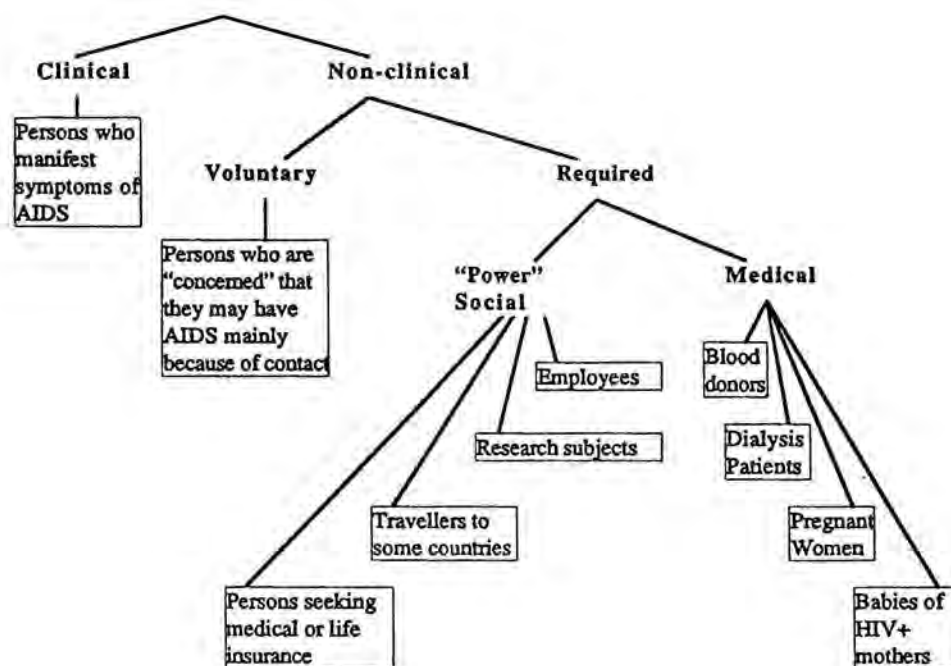 Clinical
Non-clinical
Persons who
manifest
symptoms of
AIDS
Voluntary
Required
Persons who are
“concerned” that
they may have
AIDS mainly
because of contact
“Power”
Social
Medical
Employees
Research subjects
Travellers to
some countries
Persons seeking
medical or life
insurance
Blood
donors
Dialysis
Patients
Pregnant
Women
Babies of
HIV+
mothers